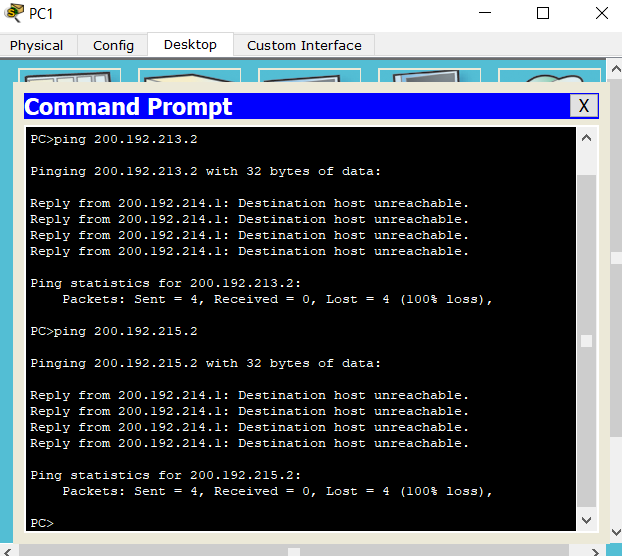 PC1
Physical Config Desktop Custom Interface
Command Prompt X
PC>ping 200.192.213.2
Pinging 200.192.213.2 with 32 bytes of data:
Reply from 200.192.214.1: Destination host unreachable.
Reply from 200.192.214.1: Destination host unreachable.
Reply from 200.192.214.1: Destination host unreachable.
Reply from 200.192.214.1: Destination host unreachable.
Ping statistics for 200.192.213.2:
Packets: Sent = 4, Received = 0, Lost = 4 (100% loss),
PC>ping 200.192.215.2
Pinging 200.192.215.2 with 32 bytes of data:
Reply from 200.192.214.1: Destination host unreachable.
Reply from 200.192.214.1: Destination host unreachable.
Reply from 200.192.214.1: Destination host unreachable.
Reply from 200.192.214.1: Destination host unreachable.
Ping statistics for 200.192.215.2:
Packets: Sent = 4, Received = 0, Lost = 4 (100% loss),
PC>